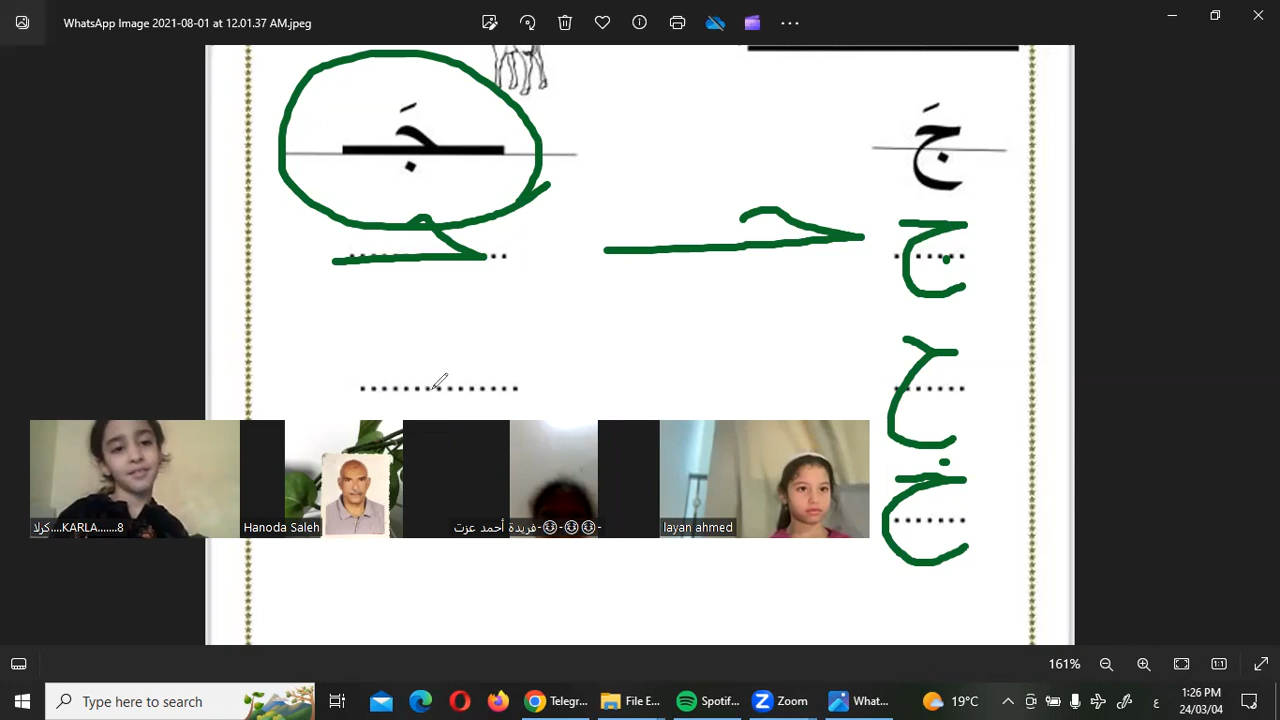 WhatsApp Image 2021-08-01 at 12.01.37 AM.jpeg
جَ
جَ
ج
ح
خ
كرلا....KARLA.......8
Hanoda Saleh
-فريدة أحمد عزت-😂-😂😂
layan ahmed
161%
Type here to search
Telegr...
File E...
Spotif...
Zoom
What...
19°C
ع
1:26 PM
24/03/04